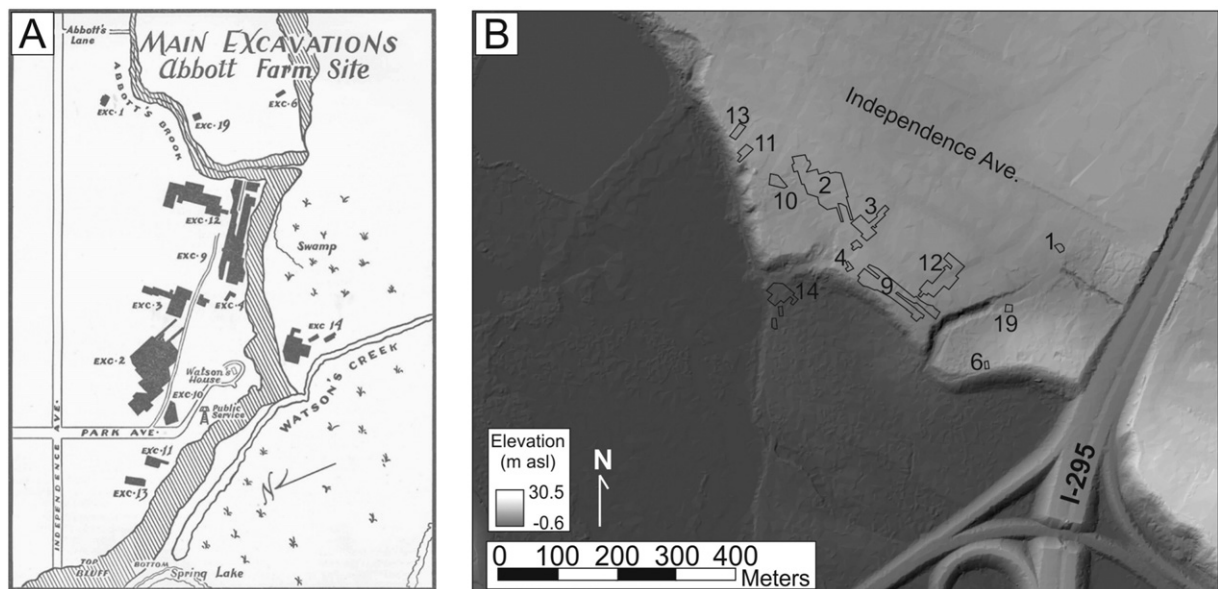 A
Abbott's
Lane
MAIN EXCAVATIONS
Abbott Farm Site
ABBOTT'S BROOK
EXC-1
EXC-19
EXC-6
EXC-12
Swamp
EXC-9
EXC-3
EXC-4
EXC 14
EXC-2
Watson's
House
WATSON'S CREEK
EXC-10
Public
Service
PARK AVE.
EXC-11
N
EXC-13
INDEPENDENCE AVE.
TOP
BLUFF
BOTTOM
Spring Lake
B
Independence Ave.
13
11
2
10
3
1
4
12
9
14
19
6
I-295
Elevation
(m asl)
30.5
-0.6
N
0 100 200 300 400
Meters